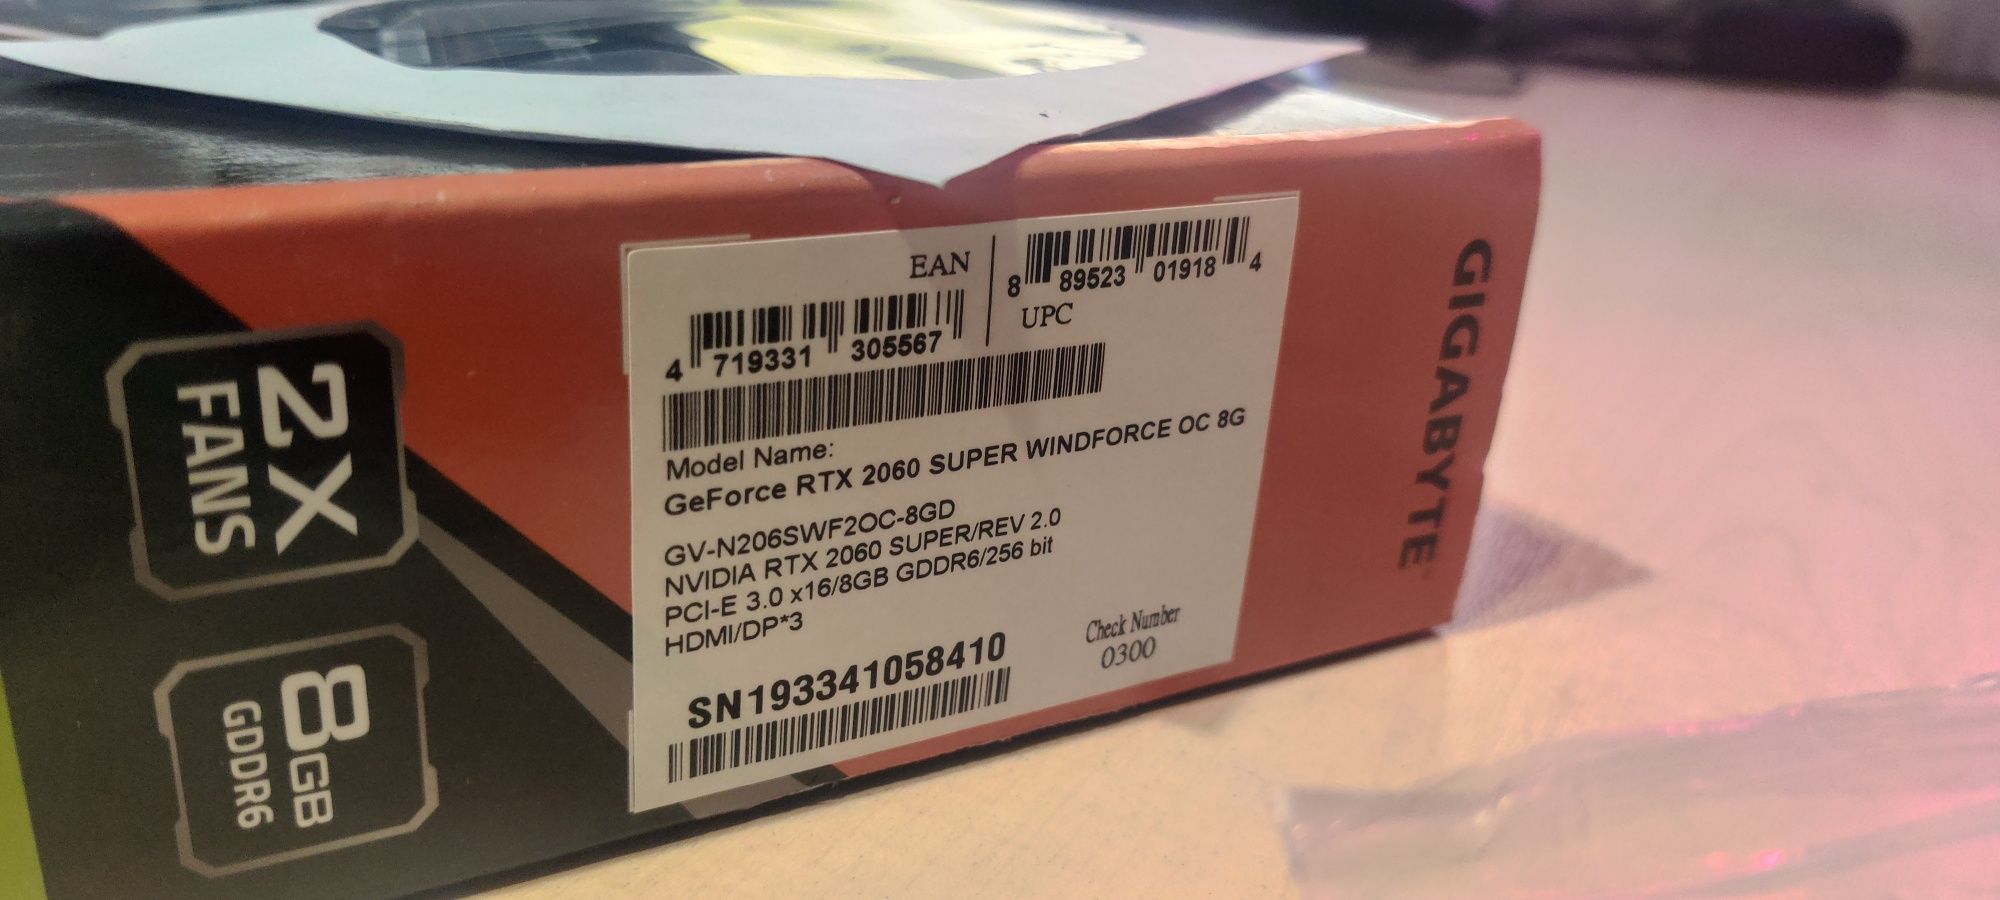 2X
FANS
8GB
GDDR6
EAN
4 719331 305567
8 89523 01918 4
UPC
Model Name:
GeForce RTX 2060 SUPER WINDFORCE OC 8G
GV-N206SWF2OC-8GD
NVIDIA RTX 2060 SUPER/REV 2.0
PCI-E 3.0 x16/8GB GDDR6/256 bit
HDMI/DP*3
SN193341058410
Check Number
0300
GIGABYTE